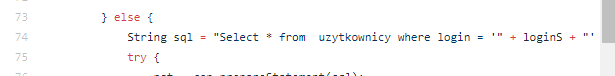 73 } else {
74 String sql = "Select * from  uzytkownicy where login = '" + loginS + "'
75 try {